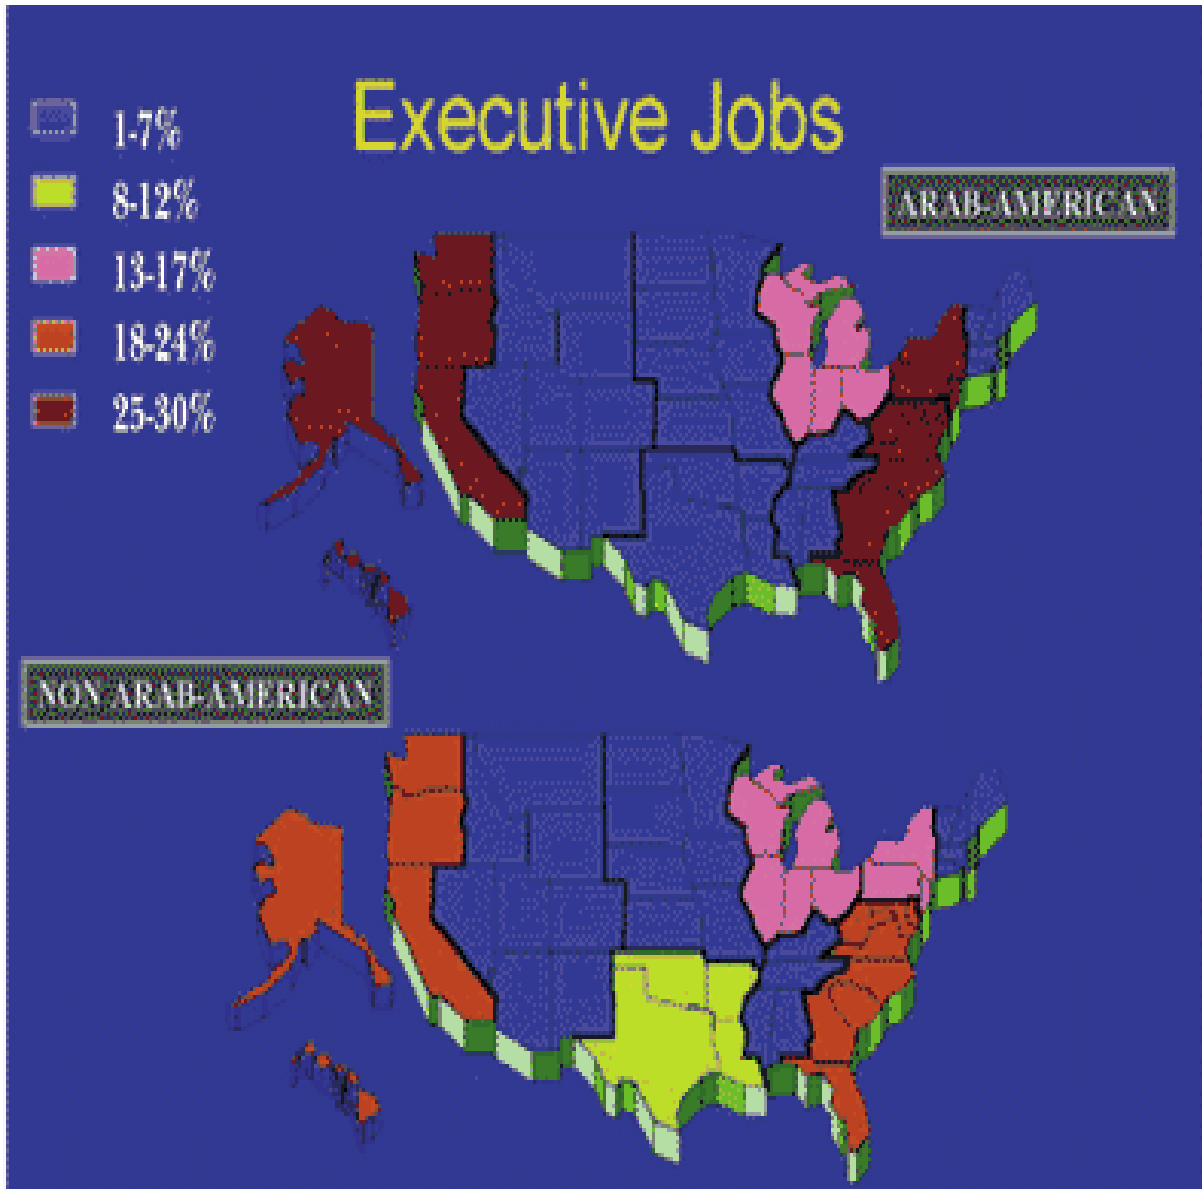 Executive Jobs
1-7%
8-12%
13-17%
18-24%
25-30%
ARAB-AMERICAN
NON ARAB-AMERICAN